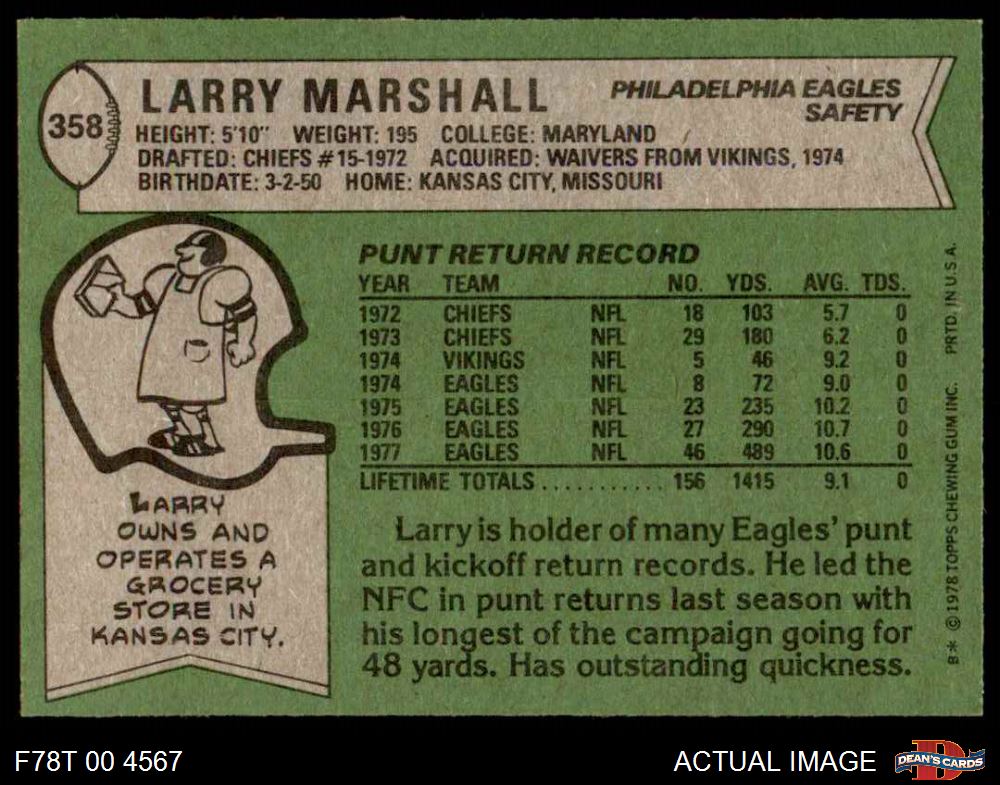 358
LARRY MARSHALL
PHILADELPHIA EAGLES
SAFETY
HEIGHT: 5'10" WEIGHT: 195 COLLEGE: MARYLAND
DRAFTED: CHIEFS #15-1972 ACQUIRED: WAIVERS FROM VIKINGS, 1974
BIRTHDATE: 3-2-50 HOME: KANSAS CITY, MISSOURI
PUNT RETURN RECORD
YEAR TEAM NO. YDS. AVG. TDS.
1972 CHIEFS NFL 18 103 5.7 0
1973 CHIEFS NFL 29 180 6.2 0
1974 VIKINGS NFL 5 46 9.2 0
1974 EAGLES NFL 8 72 9.0 0
1975 EAGLES NFL 23 235 10.2 0
1976 EAGLES NFL 27 290 10.7 0
1977 EAGLES NFL 46 489 10.6 0
LIFETIME TOTALS........... 156 1415 9.1 0
LARRY
OWNS AND
OPERATES A
GROCERY
STORE IN
KANSAS CITY.
Larry is holder of many Eagles' punt
and kickoff return records. He led the
NFC in punt returns last season with
his longest of the campaign going for
48 yards. Has outstanding quickness.
B* © 1978 TOPPS CHEWING GUM INC. PRTD. IN U.S.A.
F78T 00 4567
ACTUAL IMAGE
DEAN'S CARDS